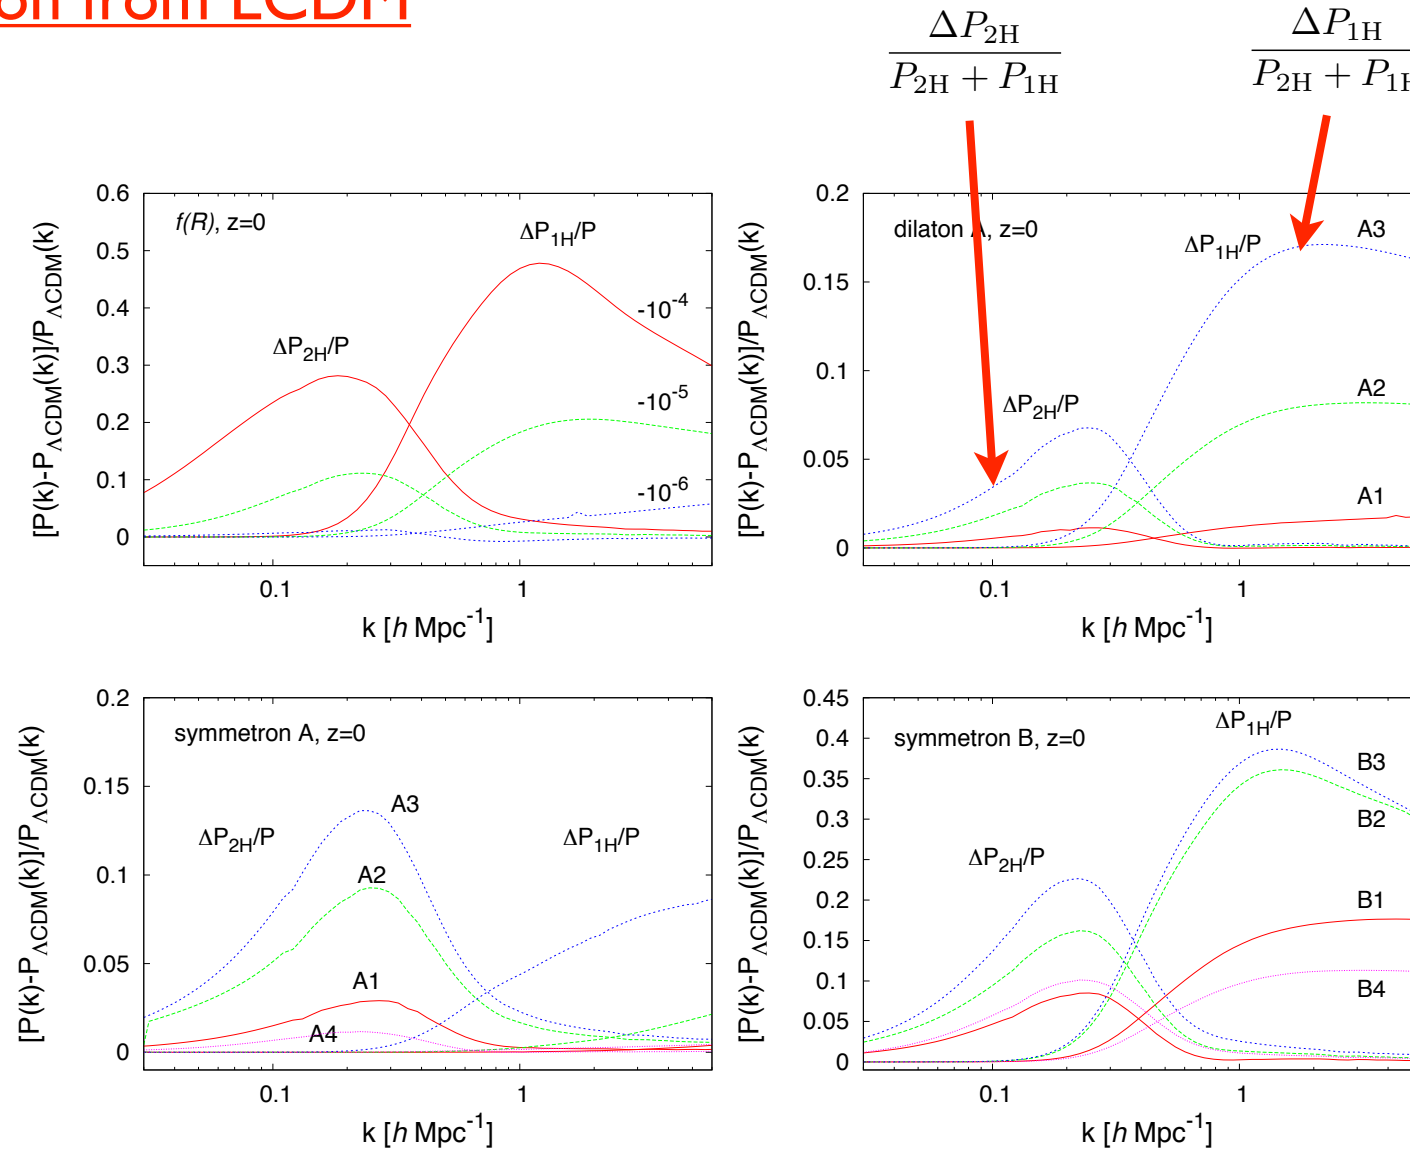 on from LCDM
ΔP2H
P2H + P1H
ΔP1H
P2H + P1H
[P(k)-PΛCDM(k)]/PΛCDM(k)
0.6
0.5
0.4
0.3
0.2
0.1
0
f(R), z=0
ΔP2H/P
ΔP1H/P
-10^-4
-10^-5
-10^-6
0.1
1
k [h Mpc^-1]
[P(k)-PΛCDM(k)]/PΛCDM(k)
0.2
0.15
0.1
0.05
0
dilaton A, z=0
ΔP2H/P
ΔP1H/P
A3
A2
A1
0.1
1
k [h Mpc^-1]
[P(k)-PΛCDM(k)]/PΛCDM(k)
0.2
0.15
0.1
0.05
0
symmetron A, z=0
ΔP2H/P
ΔP1H/P
A3
A2
A1
A4
0.1
1
k [h Mpc^-1]
[P(k)-PΛCDM(k)]/PΛCDM(k)
0.45
0.4
0.35
0.3
0.25
0.2
0.15
0.1
0.05
0
symmetron B, z=0
ΔP2H/P
ΔP1H/P
B3
B2
B1
B4
0.1
1
k [h Mpc^-1]